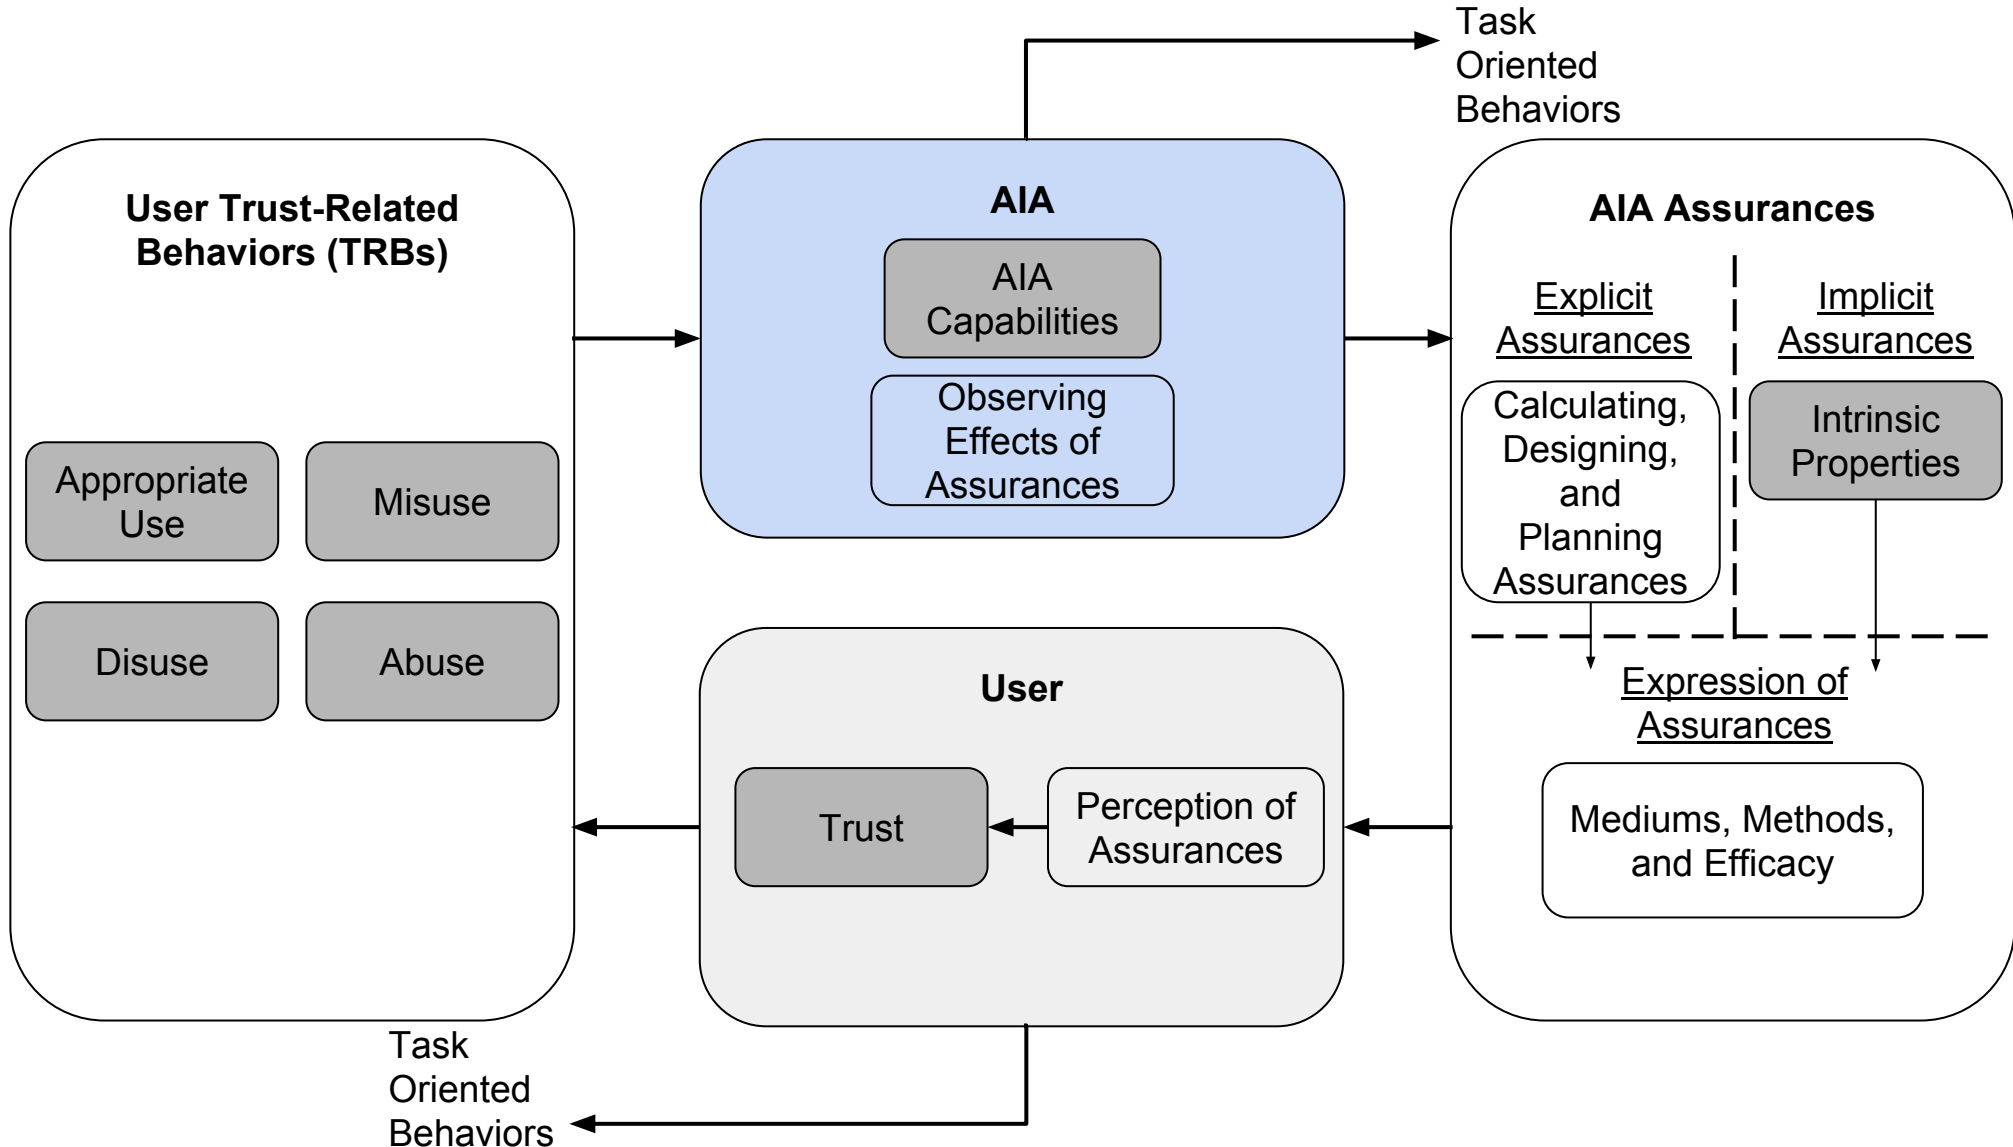 Task
Oriented
Behaviors
User Trust-Related
Behaviors (TRBs)
Appropriate
Use
Misuse
Disuse
Abuse
AIA
AIA
Capabilities
Observing
Effects of
Assurances
AIA Assurances
Explicit
Assurances
Implicit
Assurances
Calculating,
Designing,
and
Planning
Assurances
Intrinsic
Properties
Expression of
Assurances
Mediums, Methods,
and Efficacy
User
Trust
Perception of
Assurances
Task
Oriented
Behaviors